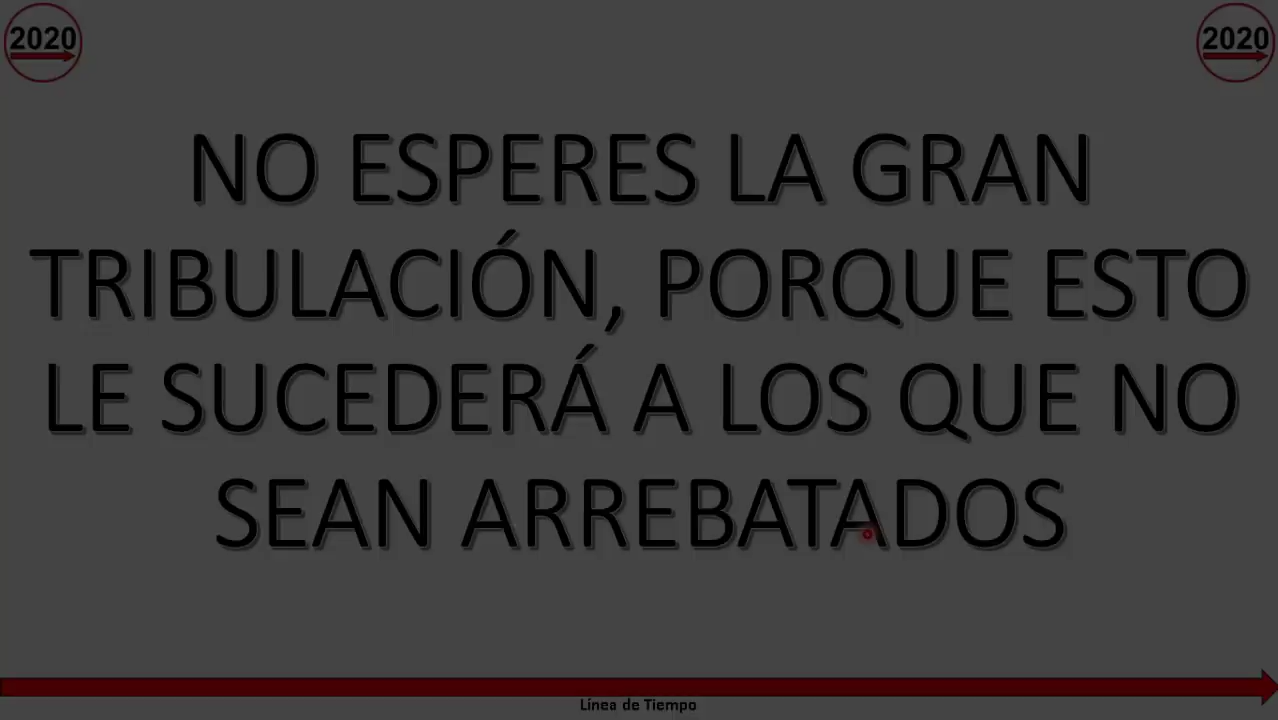 2020
2020
NO ESPERES LA GRAN
TRIBULACIÓN, PORQUE ESTO
LE SUCEDERÁ A LOS QUE NO
SEAN ARREBATADOS
Línea de Tiempo